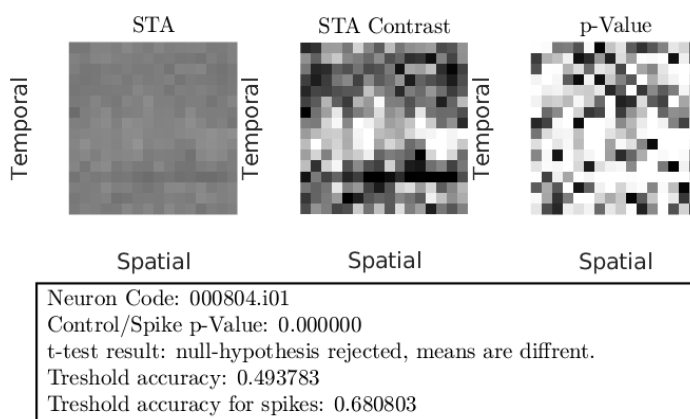 STA
STA Contrast
p-Value
Temporal
Temporal
Temporal
Spatial
Spatial
Spatial
Neuron Code: 000804.i01
Control/Spike p-Value: 0.000000
t-test result: null-hypothesis rejected, means are diffrent.
Treshold accuracy: 0.493783
Treshold accuracy for spikes: 0.680803